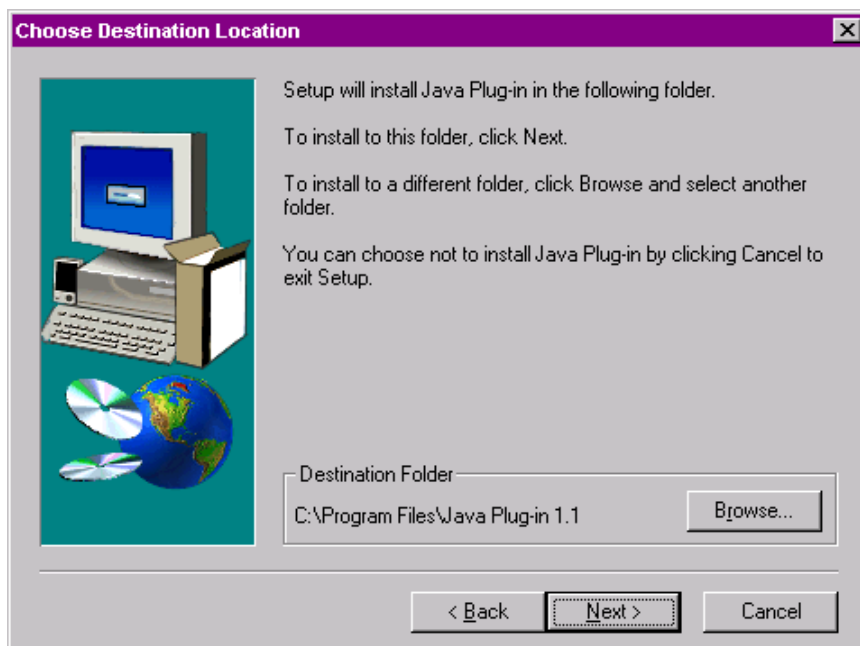 Choose Destination Location
Setup will install Java Plug-in in the following folder.
To install to this folder, click Next.
To install to a different folder, click Browse and select another
folder.
You can choose not to install Java Plug-in by clicking Cancel to
exit Setup.
Destination Folder
C:\Program Files\Java Plug-in 1.1
Browse...
< Back
Next >
Cancel